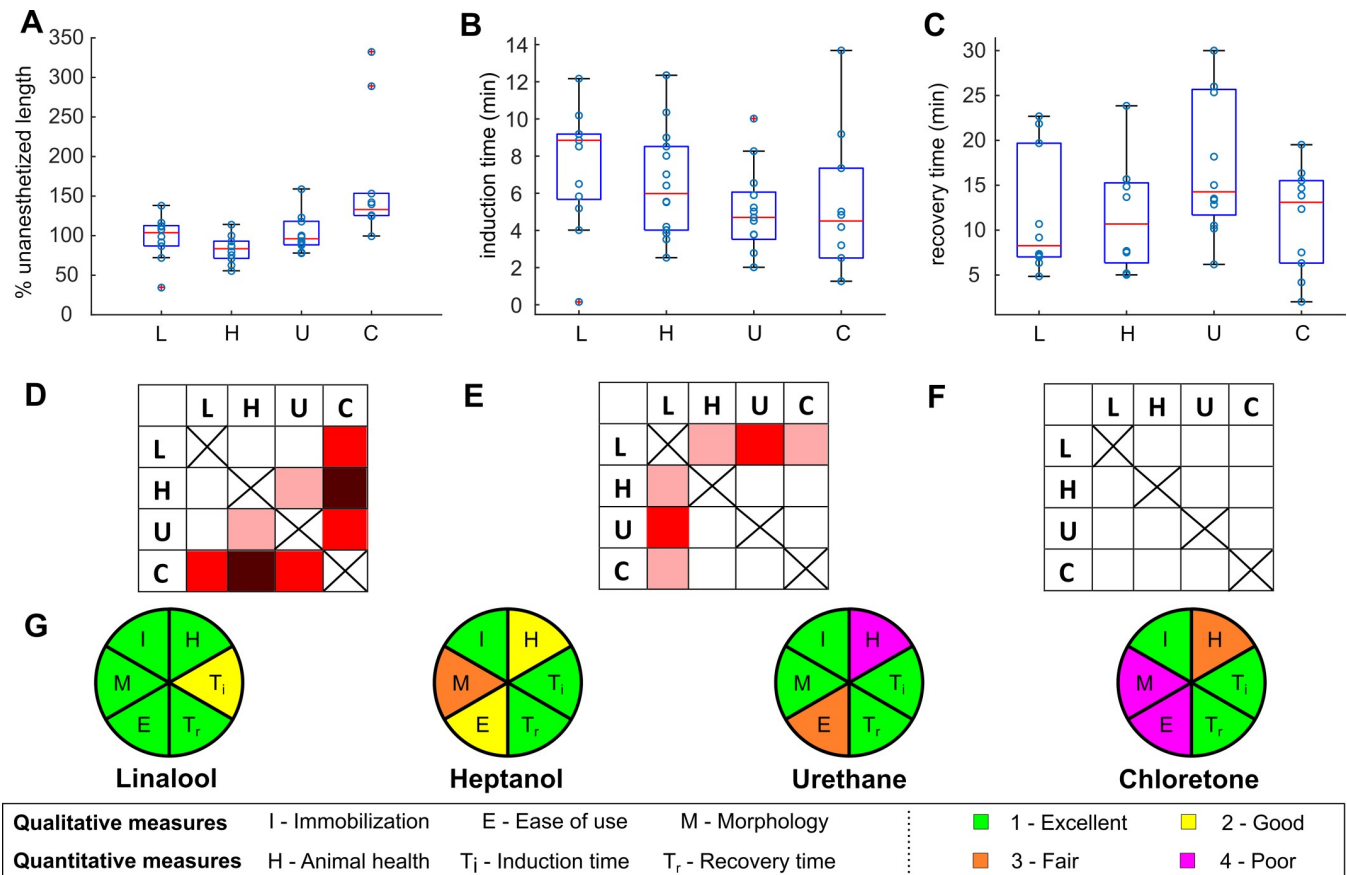 A
B
C
% unanesthetized length
350
300
250
200
150
100
50
0
L H U C
induction time (min)
14
12
10
8
6
4
2
0
L H U C
recovery time (min)
30
25
20
15
10
5
L H U C
D
L H U C
L
H
U
C
E
L H U C
L
H
U
C
F
L H U C
L
H
U
C
G
I H
M Ti
E Tr
Linalool
I H
M Ti
E Tr
Heptanol
I H
M Ti
E Tr
Urethane
I H
M Ti
E Tr
Chloretone
Qualitative measures I - Immobilization E - Ease of use M - Morphology 1 - Excellent 2 - Good
Quantitative measures H - Animal health Ti - Induction time Tr - Recovery time 3 - Fair 4 - Poor